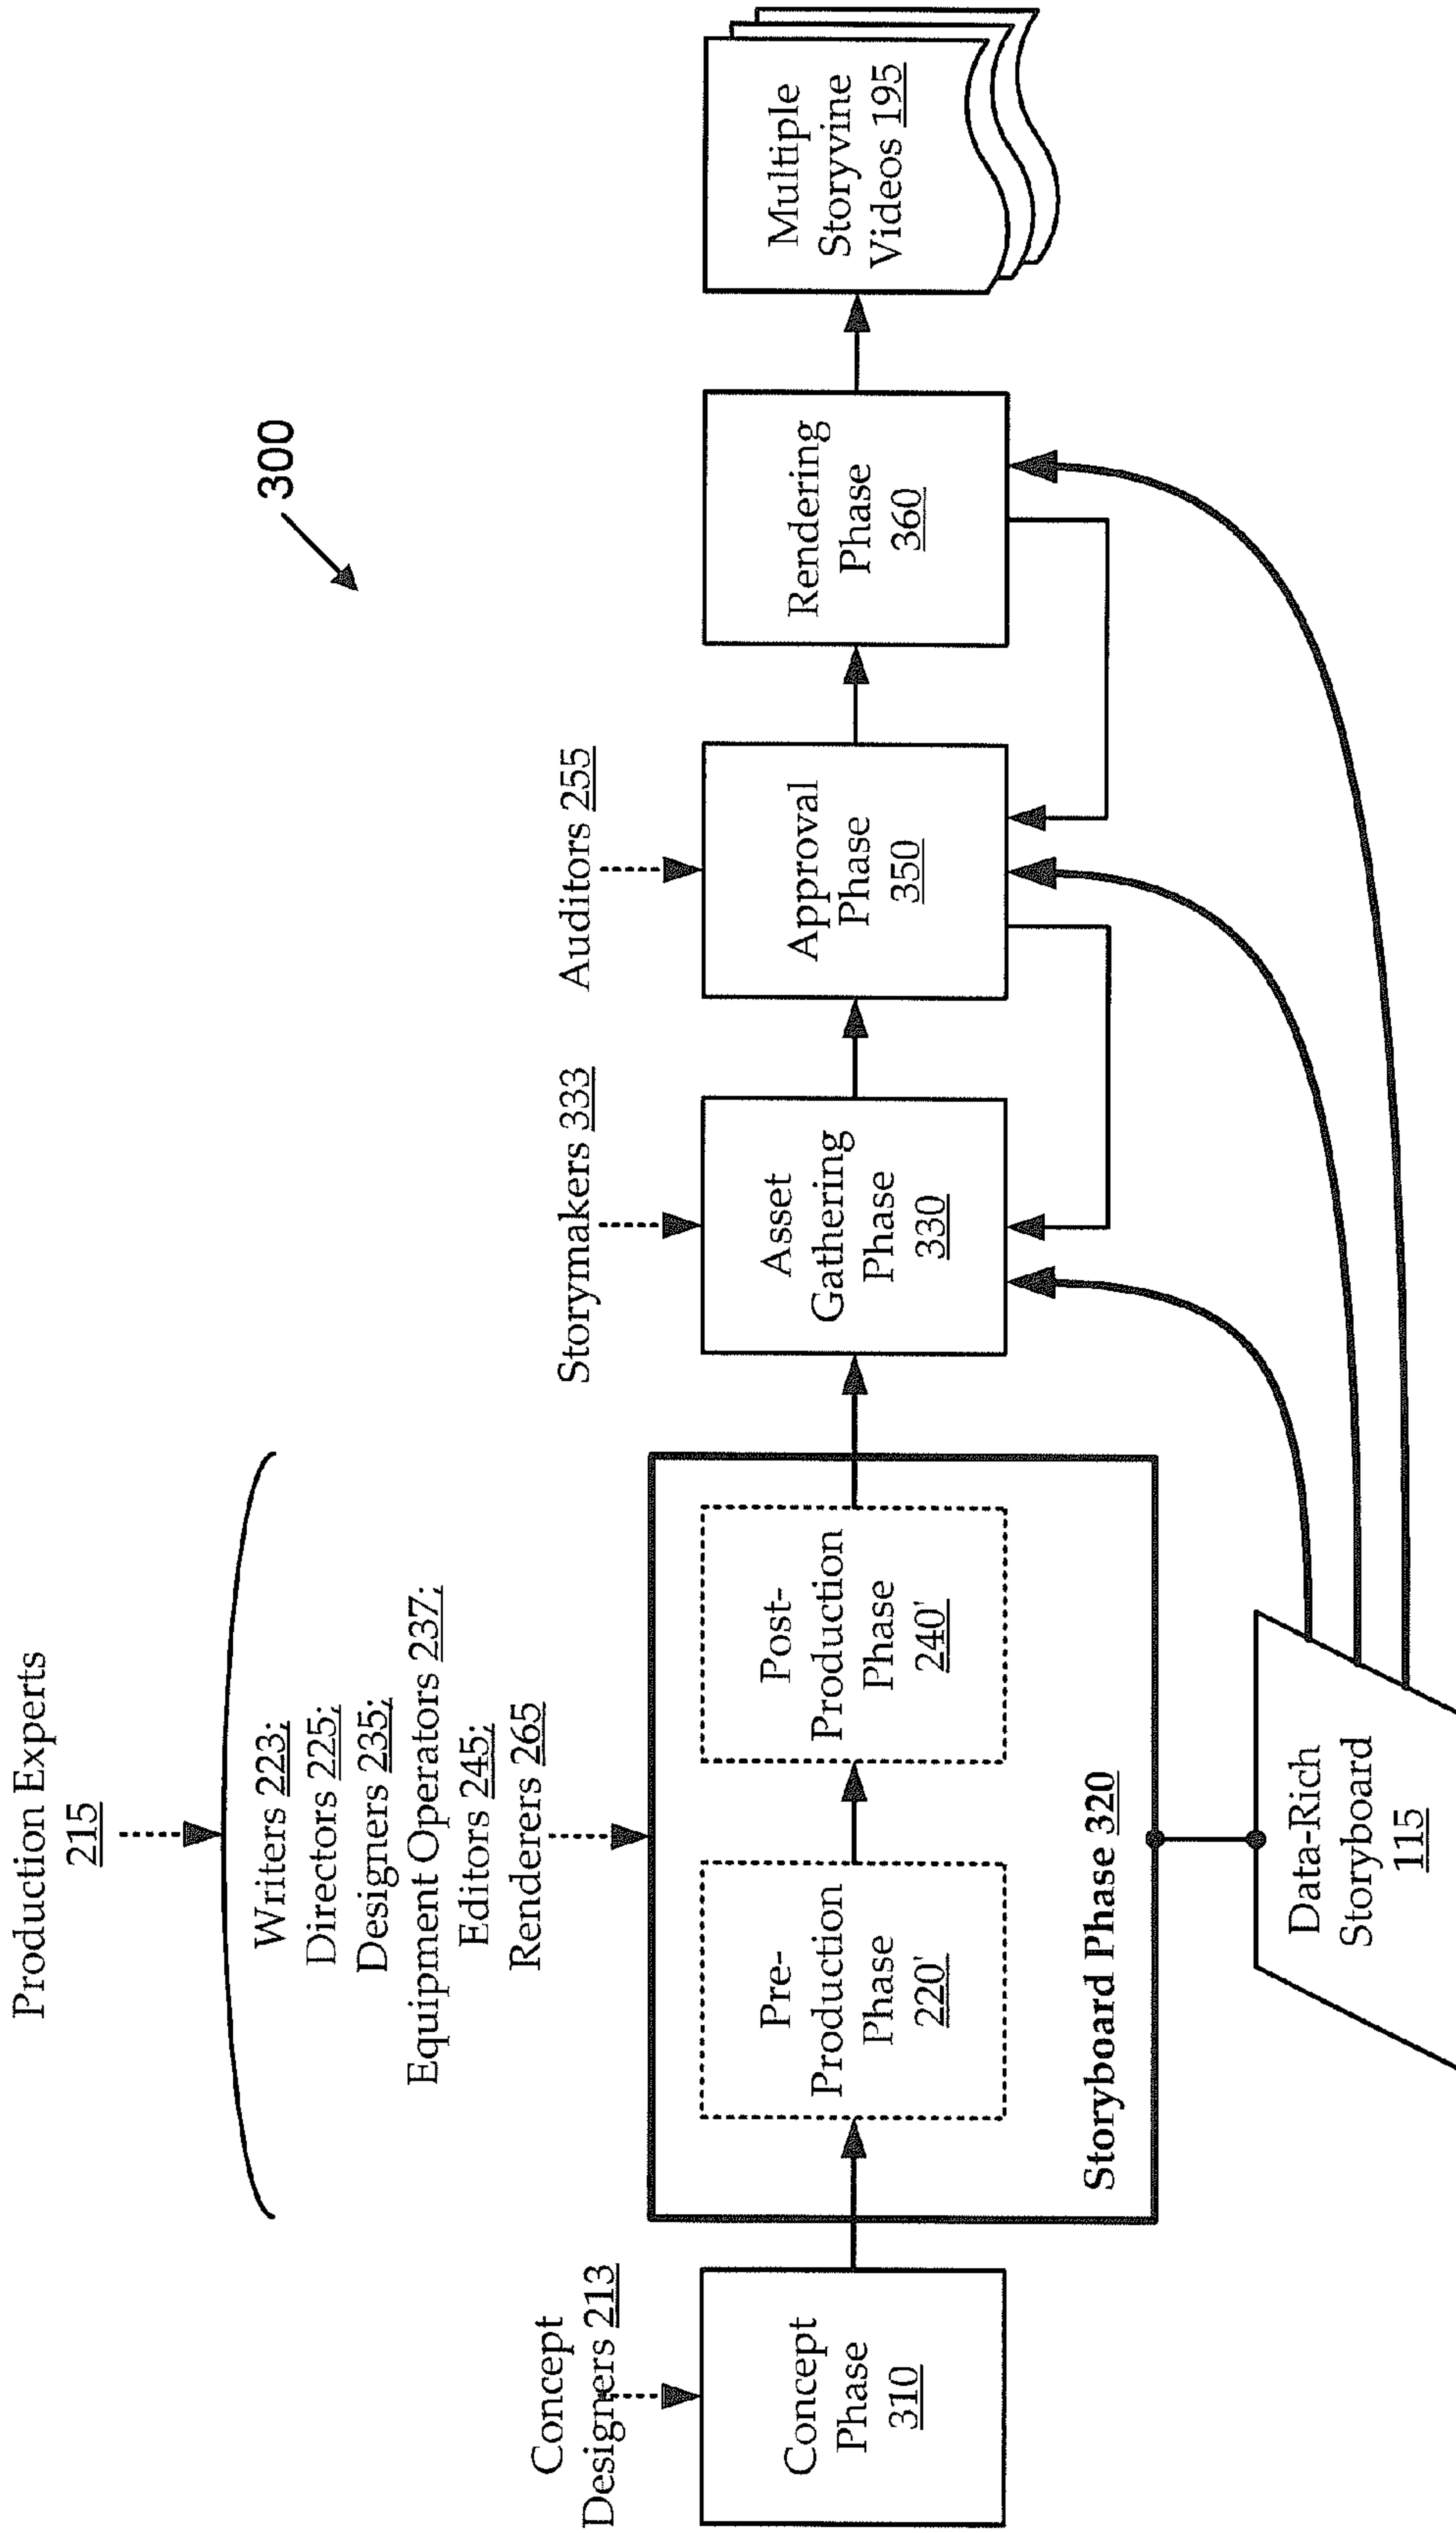 300
Production Experts
215
Writers 223;
Directors 225;
Designers 235;
Equipment Operators 237;
Editors 245;
Renderers 265
Concept
Designers 213
Storymakers 333
Auditors 255
Concept
Phase
310
Pre-
Production
Phase
220'
Post-
Production
Phase
240'
Storyboard Phase 320
Asset
Gathering
Phase
330
Approval
Phase
350
Rendering
Phase
360
Multiple
Storyvine
Videos 195
Data-Rich
Storyboard
115